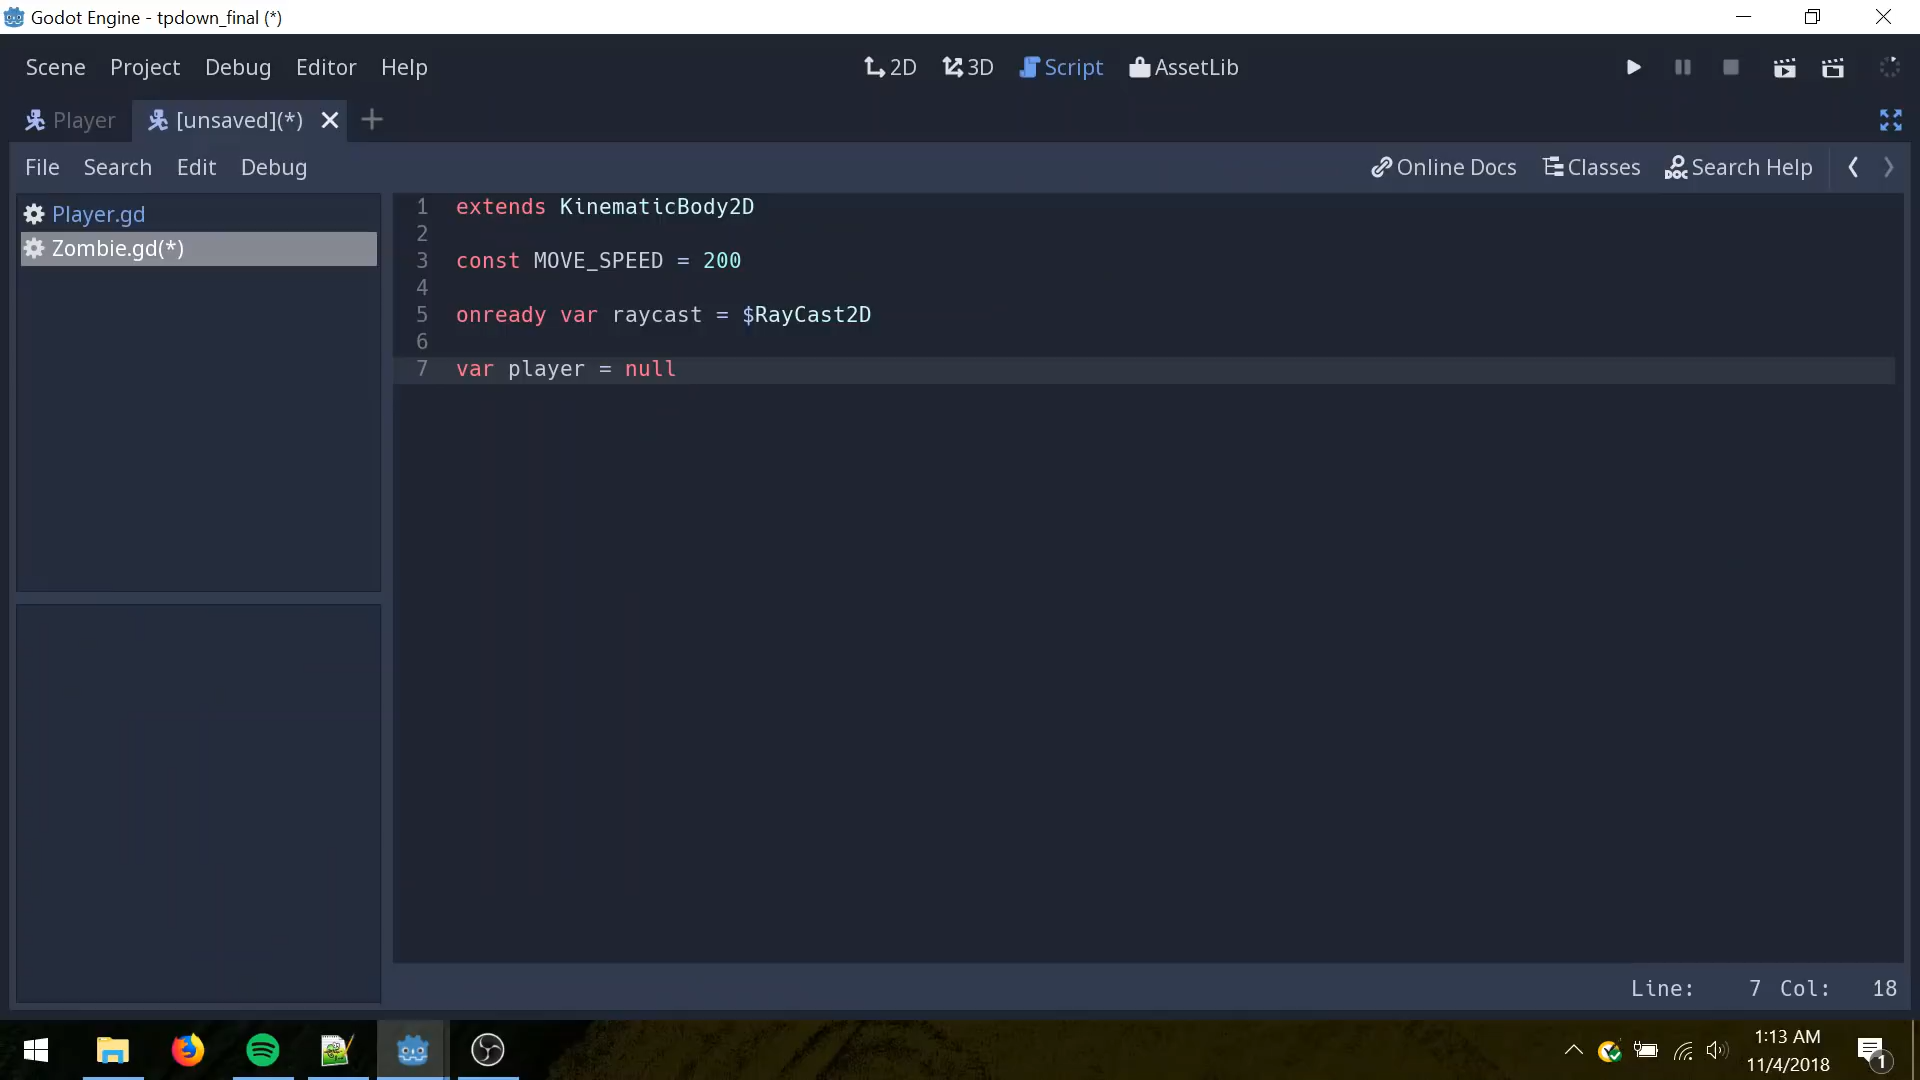 Godot Engine - tpdown_final (*)
Scene Project Debug Editor Help
2D 3D Script AssetLib
Player [unsaved](*)
File Search Edit Debug
Online Docs Classes DOC Search Help
Player.gd
Zombie.gd(*)
1 extends KinematicBody2D
2
3 const MOVE_SPEED = 200
4
5 onready var raycast = $RayCast2D
6
7 var player = null
Line: 7 Col: 18
1:13 AM
11/4/2018
1